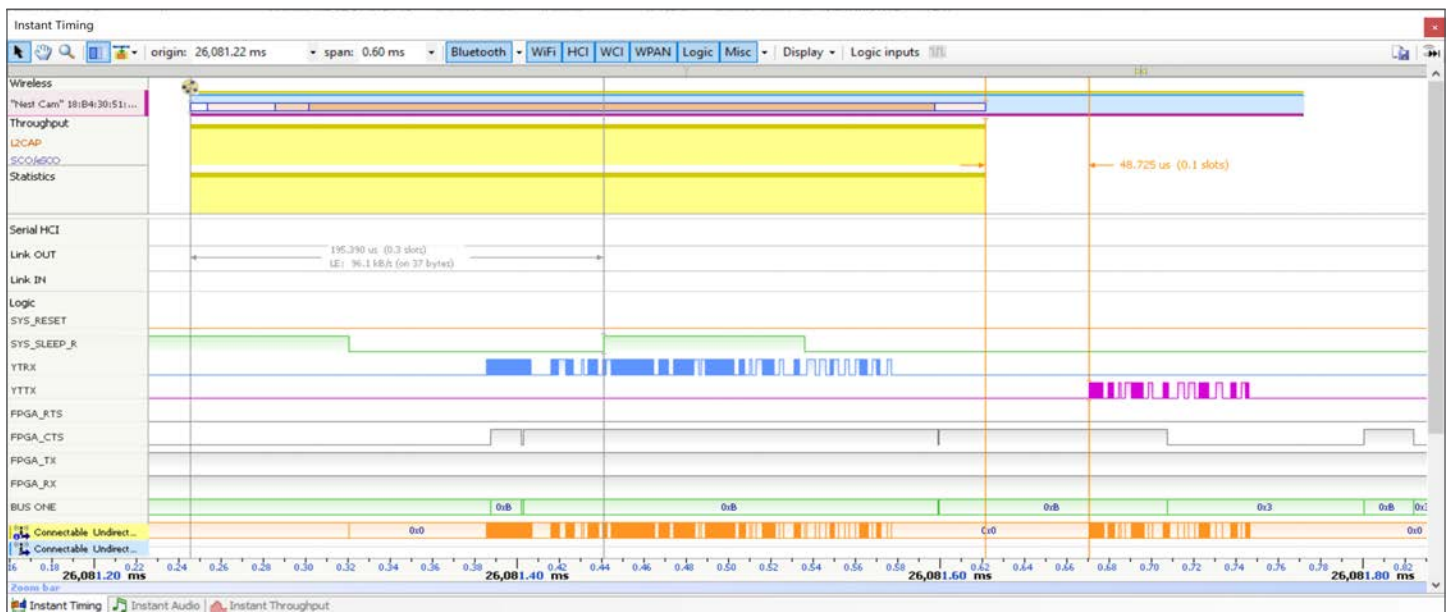 Instant Timing
origin: 26,081.22 ms span: 0.60 ms Bluetooth WiFi HCI WCI WPAN Logic Misc Display Logic inputs
Wireless
"Nest Cam" 18:B4:30:51:...
Throughput
L2CAP
SCO/eSCO
48.725 us (0.1 slots)
Statistics
Serial HCI
Link OUT
195.390 us (0.3 slots)
LE: 96.1 kB/s (on 37 bytes)
Link IN
Logic
SYS_RESET
SYS_SLEEP_R
YTRX
YTTX
FPGA_RTS
FPGA_CTS
FPGA_TX
FPGA_RX
BUS ONE 0xB 0xB 0xB 0x3 0xB
Connectable Undirect... 0x0 0x0
Connectable Undirect...
0.18 0.22 0.24 0.26 0.28 0.30 0.32 0.34 0.36 0.38 0.42 0.44 0.46 0.48 0.50 0.52 0.54 0.56 0.58 0.62 0.64 0.66 0.68 0.70 0.72 0.74 0.76 0.78 0.82
26,081.20 ms 26,081.40 ms 26,081.60 ms 26,081.80 ms
Zoom bar
Instant Timing Instant Audio Instant Throughput